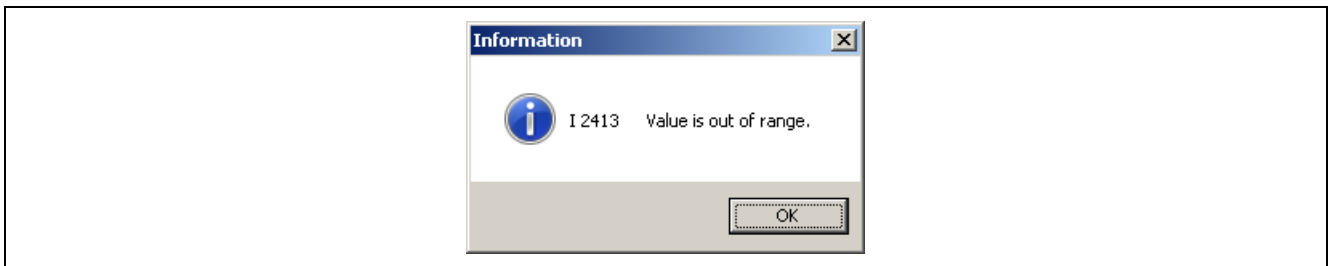 Information
I 2413 Value is out of range.
OK